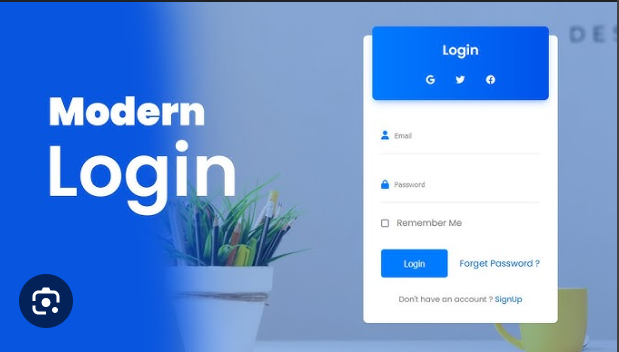 Modern
Login
DES
Login
Email
Password
Remember Me
Login Forget Password ?
Don't have an account ? SignUp